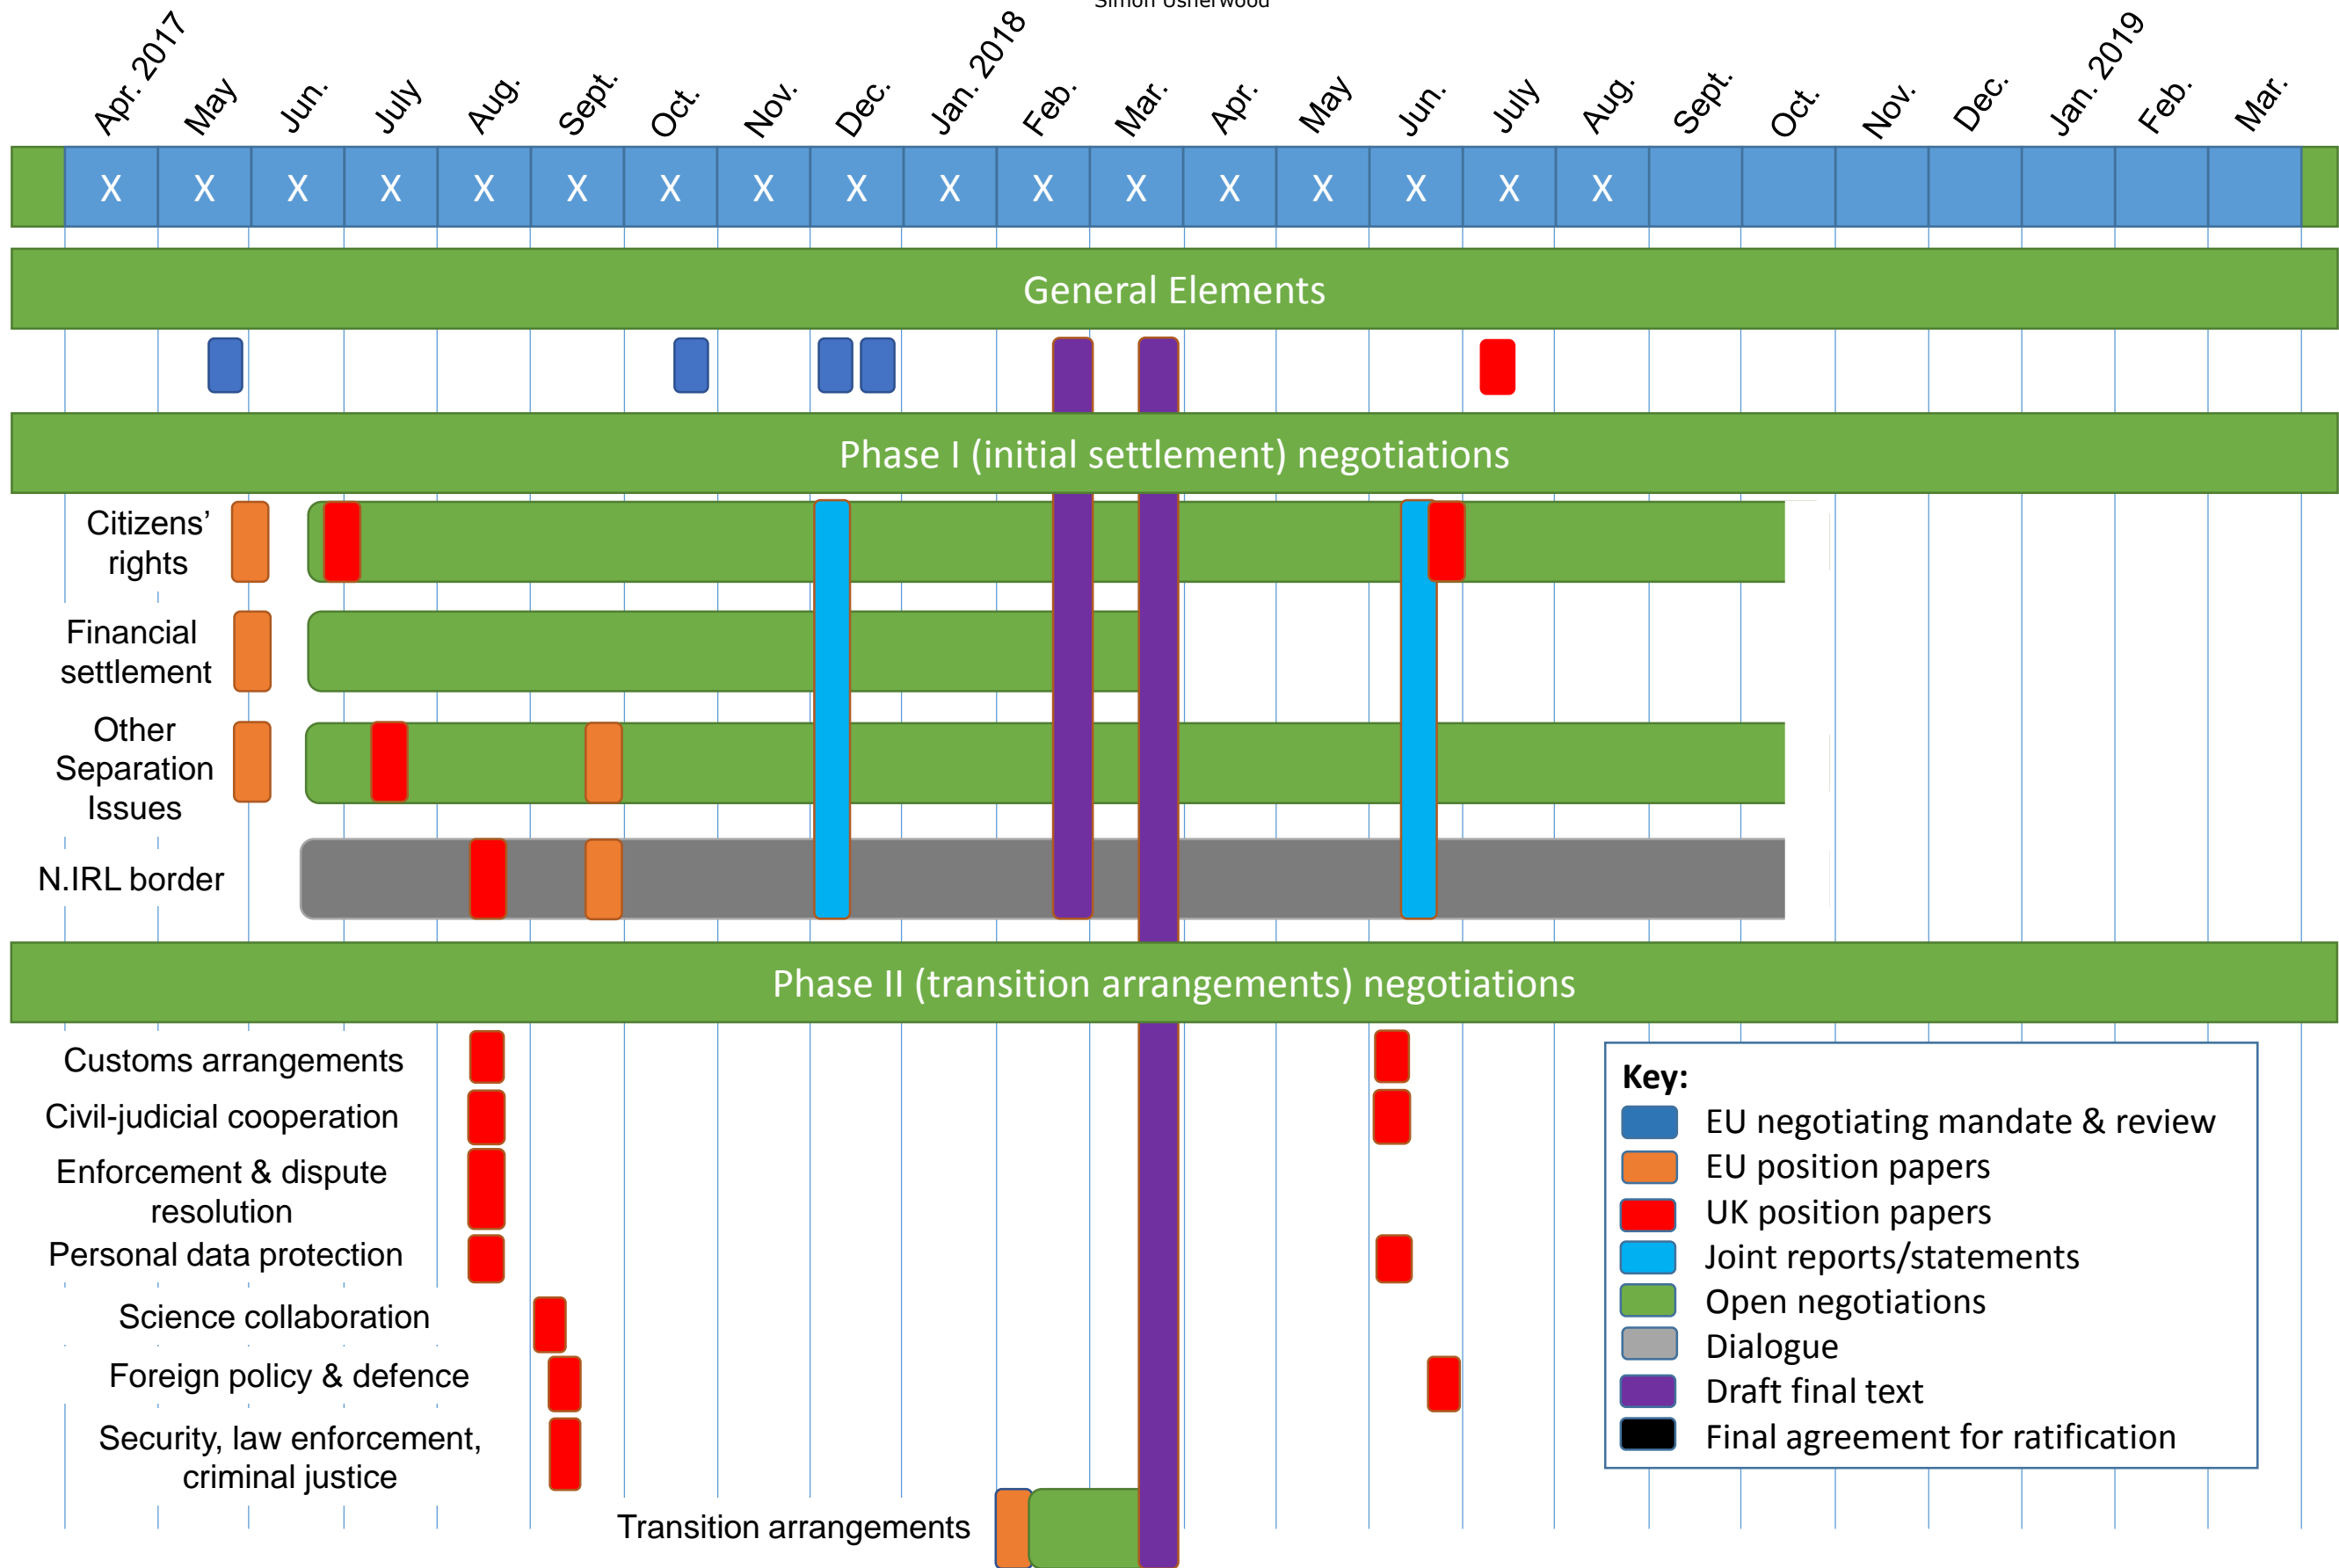 Simon Usherwood
Apr. 2017
May
Jun.
July
Aug.
Sept.
Oct.
Nov.
Dec.
Jan. 2018
Feb.
Mar.
Apr.
May
Jun.
July
Aug.
Sept.
Oct.
Nov.
Dec.
Jan. 2019
Feb.
Mar.
X X X X X X X X X X X X X X X X X
General Elements
Phase I (initial settlement) negotiations
Citizens’
rights
Financial
settlement
Other
Separation
Issues
N.IRL border
Phase II (transition arrangements) negotiations
Customs arrangements
Civil-judicial cooperation
Enforcement & dispute
resolution
Personal data protection
Science collaboration
Foreign policy & defence
Security, law enforcement,
criminal justice
Transition arrangements
Key:
EU negotiating mandate & review
EU position papers
UK position papers
Joint reports/statements
Open negotiations
Dialogue
Draft final text
Final agreement for ratification